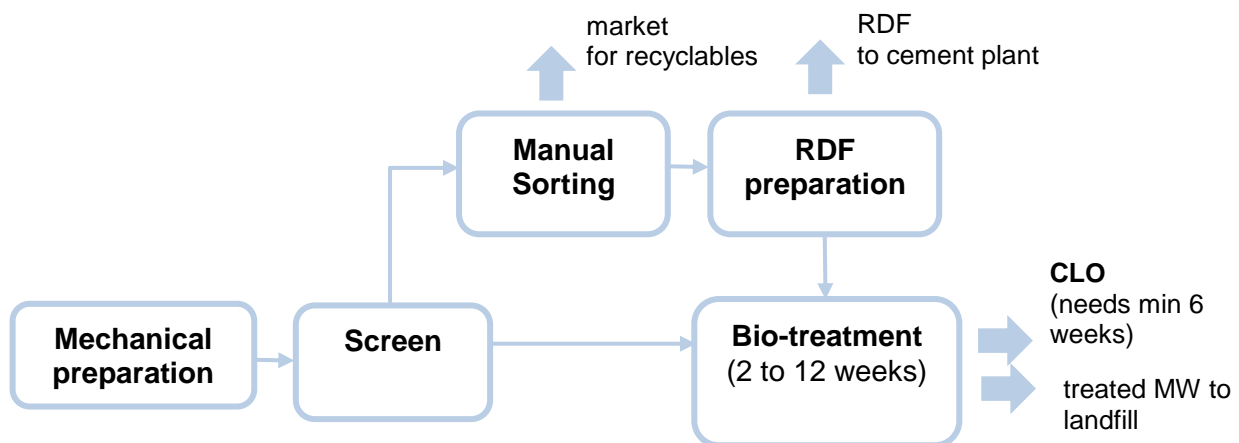 market
for recyclables
RDF
to cement plant
Manual
Sorting
RDF
preparation
CLO
(needs min 6
weeks)
Mechanical
preparation
Screen
Bio-treatment
(2 to 12 weeks)
treated MW to
landfill